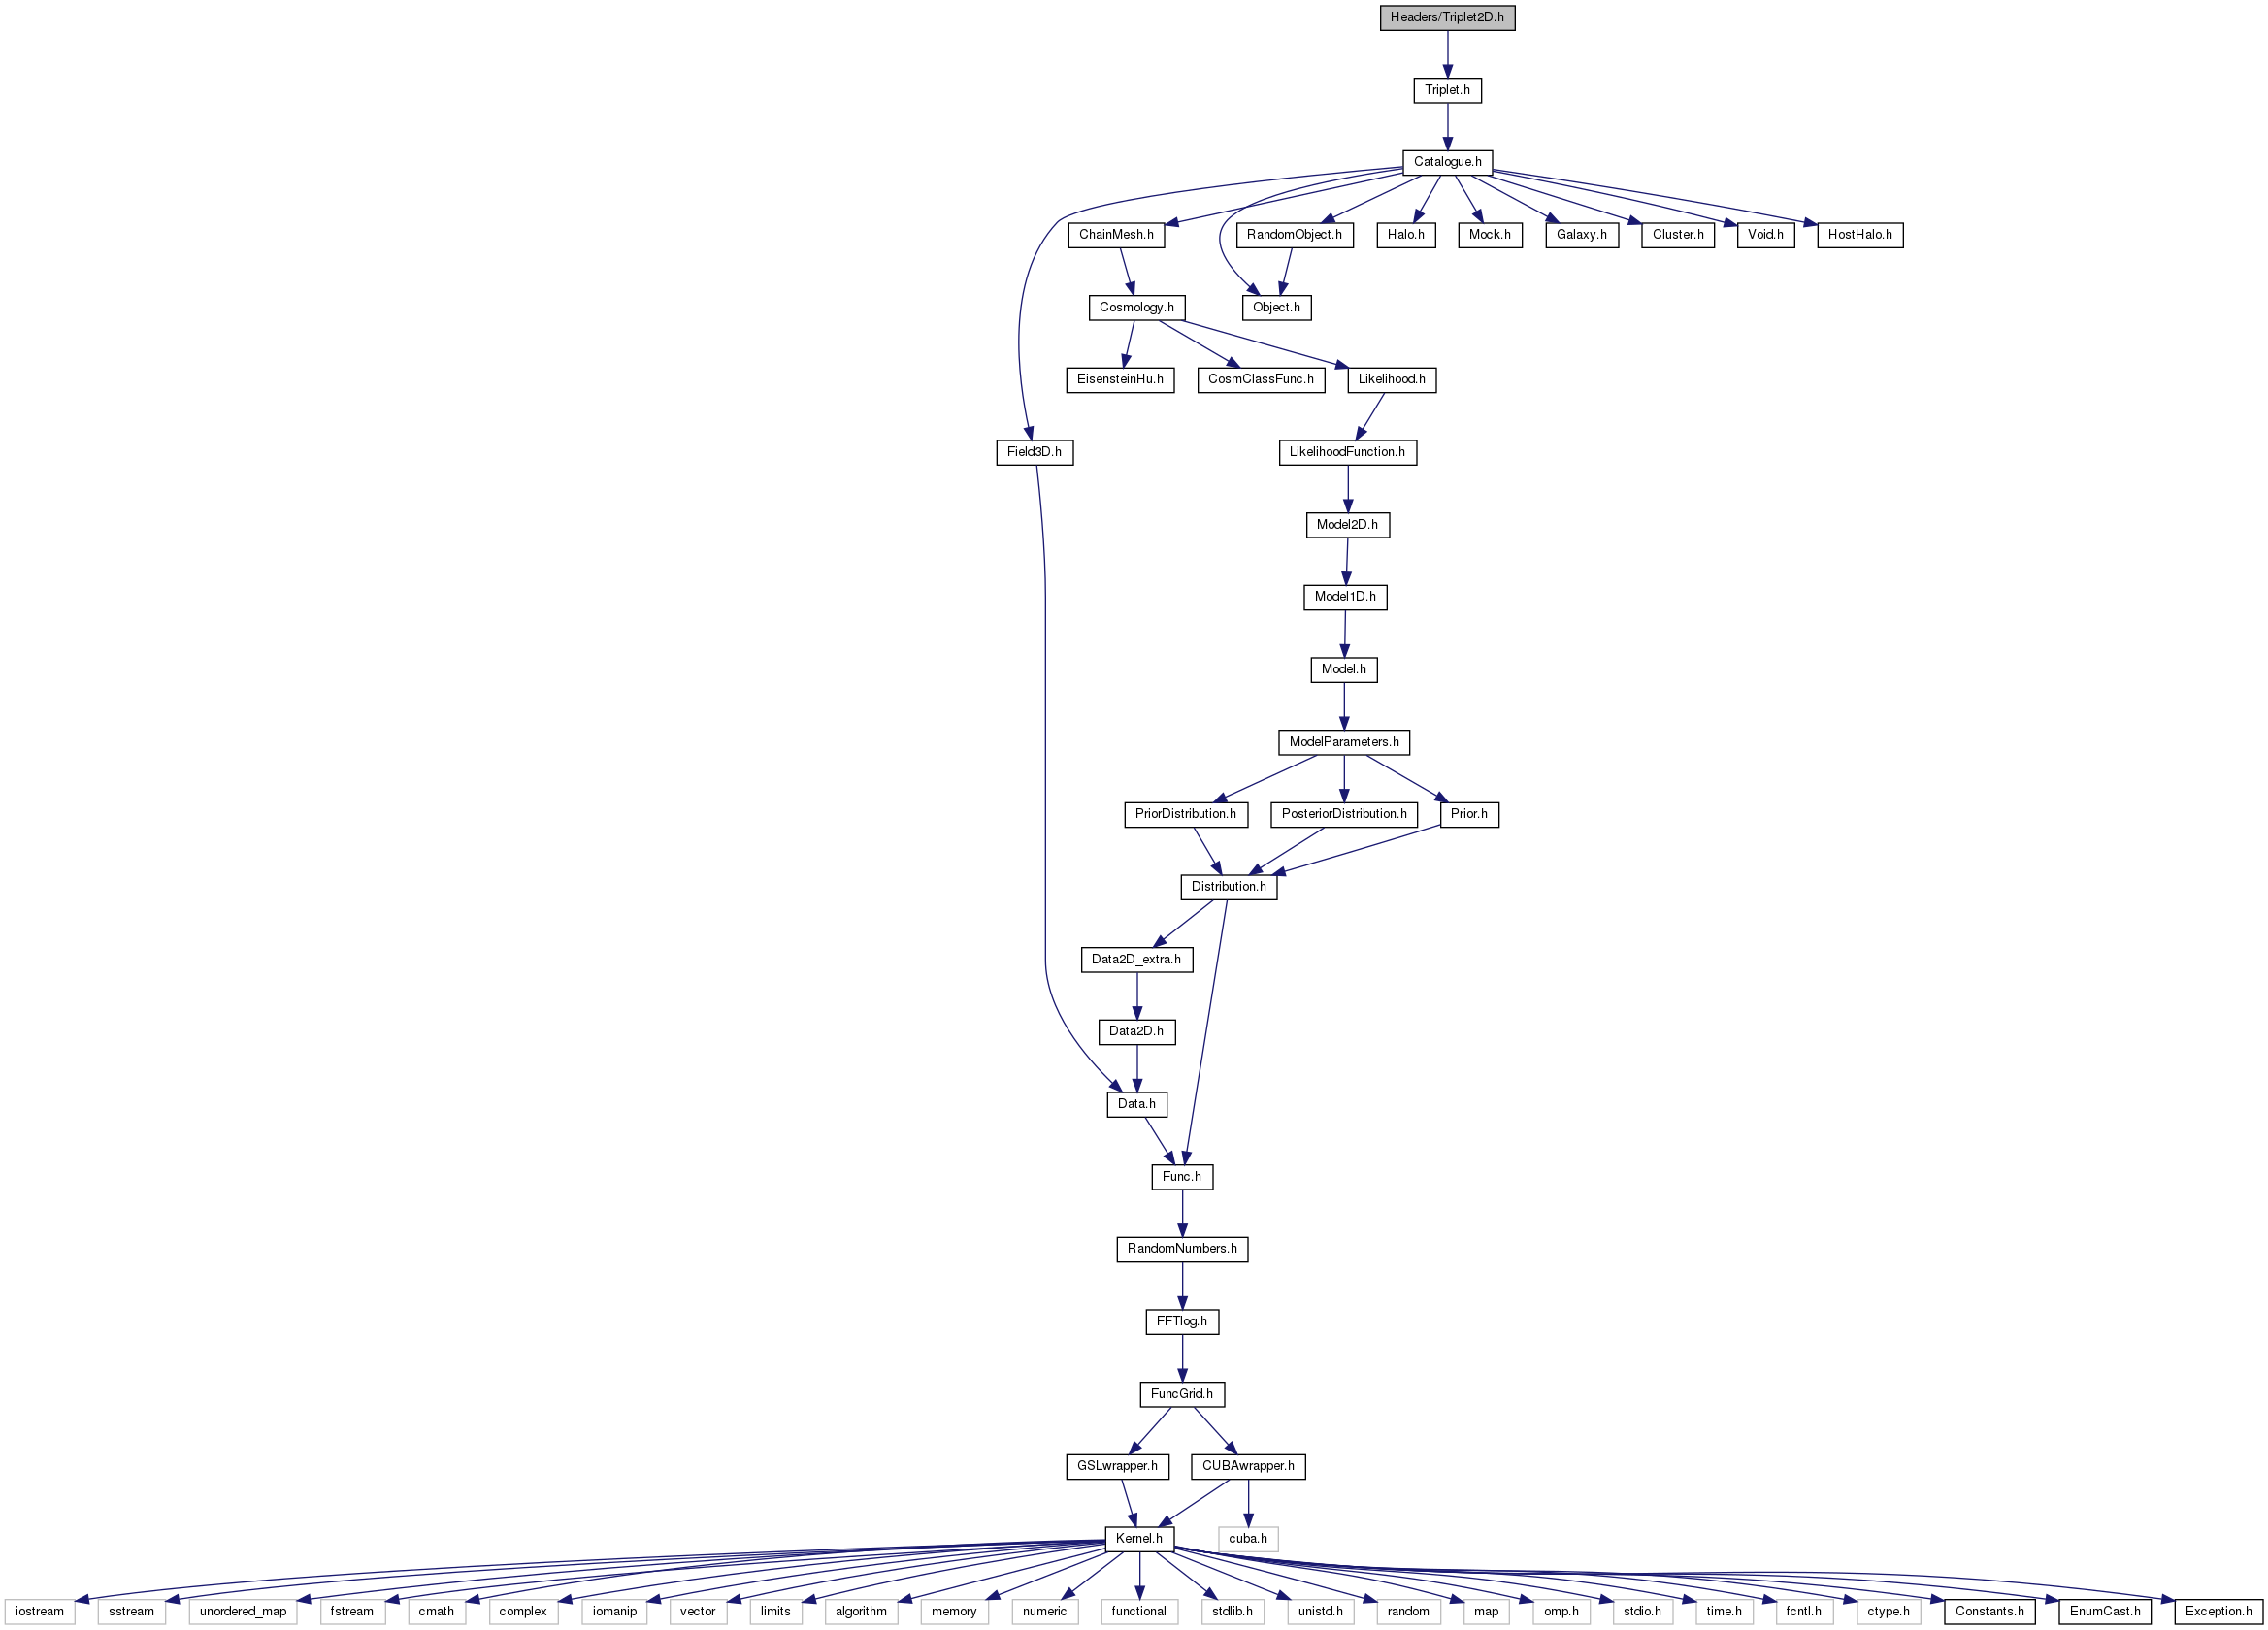 Headers/Triplet2D.h
Triplet.h
Catalogue.h
ChainMesh.h
RandomObject.h
Halo.h
Mock.h
Galaxy.h
Cluster.h
Void.h
HostHalo.h
Cosmology.h
Object.h
EisensteinHu.h
CosmClassFunc.h
Likelihood.h
Field3D.h
LikelihoodFunction.h
Model2D.h
Model1D.h
Model.h
ModelParameters.h
PriorDistribution.h
PosteriorDistribution.h
Prior.h
Distribution.h
Data2D_extra.h
Data2D.h
Data.h
Func.h
RandomNumbers.h
FFTlog.h
FuncGrid.h
GSLwrapper.h
CUBAwrapper.h
Kernel.h
cuba.h
iostream
sstream
unordered_map
fstream
cmath
complex
iomanip
vector
limits
algorithm
memory
numeric
functional
stdlib.h
unistd.h
random
map
omp.h
stdio.h
time.h
fcntl.h
ctype.h
Constants.h
EnumCast.h
Exception.h